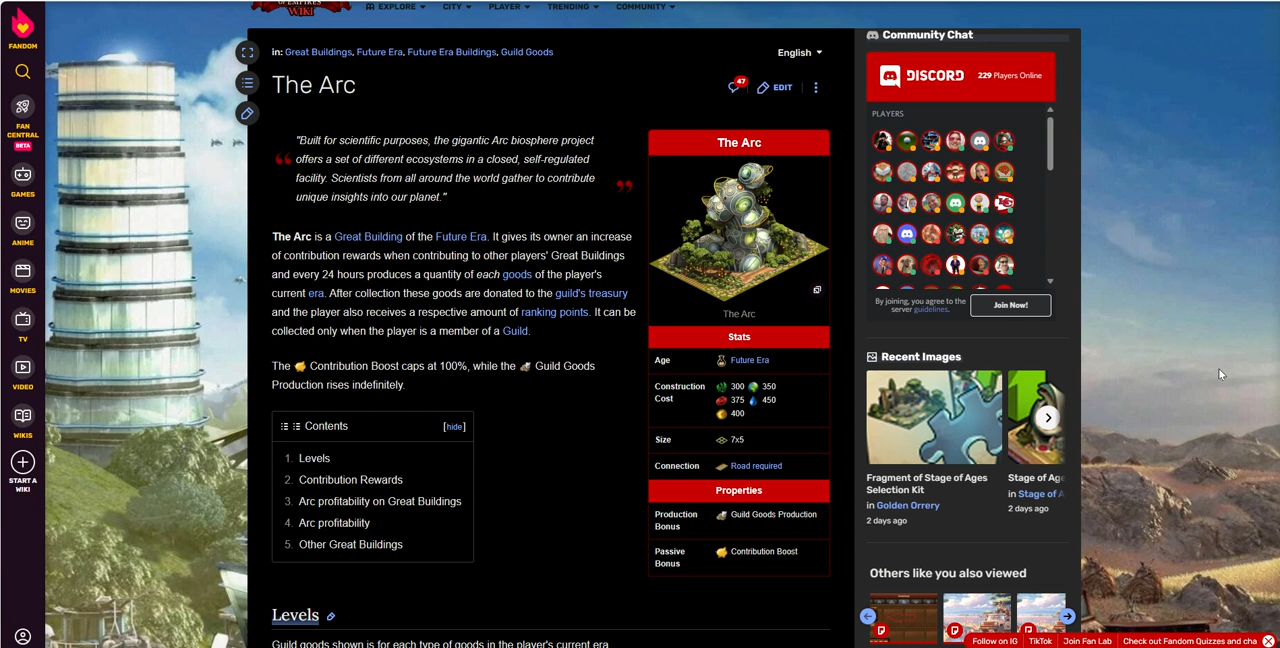 OF EMPIRES
WIKI
EXPLORE
CITY
PLAYER
TRENDING
COMMUNITY
FANDOM
FAN CENTRAL
BETA
GAMES
ANIME
MOVIES
TV
VIDEO
WIKIS
START A WIKI
in: Great Buildings, Future Era, Future Era Buildings, Guild Goods
English
The Arc
47
EDIT
"Built for scientific purposes, the gigantic Arc biosphere project
offers a set of different ecosystems in a closed, self-regulated
facility. Scientists from all around the world gather to contribute
unique insights into our planet."
The Arc is a Great Building of the Future Era. It gives its owner an increase
of contribution rewards when contributing to other players' Great Buildings
and every 24 hours produces a quantity of each goods of the player's
current era. After collection these goods are donated to the guild's treasury
and the player also receives a respective amount of ranking points. It can be
collected only when the player is a member of a Guild.
The Contribution Boost caps at 100%, while the Guild Goods
Production rises indefinitely.
Contents [hide]
1. Levels
2. Contribution Rewards
3. Arc profitability on Great Buildings
4. Arc profitability
5. Other Great Buildings
Levels
Guild goods shown is for each type of goods in the player's current era
The Arc
The Arc
Stats
Age Future Era
Construction Cost 300 350
375 450
400
Size 7x5
Connection Road required
Properties
Production Bonus Guild Goods Production
Passive Bonus Contribution Boost
Community Chat
DISCORD 229 Players Online
PLAYERS
By joining, you agree to the
server guidelines.
Join Now!
Recent Images
Fragment of Stage of Ages
Selection Kit
in Golden Orrery
2 days ago
Stage of Age
in Stage of A
2 days ago
Others like you also viewed
Follow on IG TikTok Join Fan Lab Check out Fandom Quizzes and cha